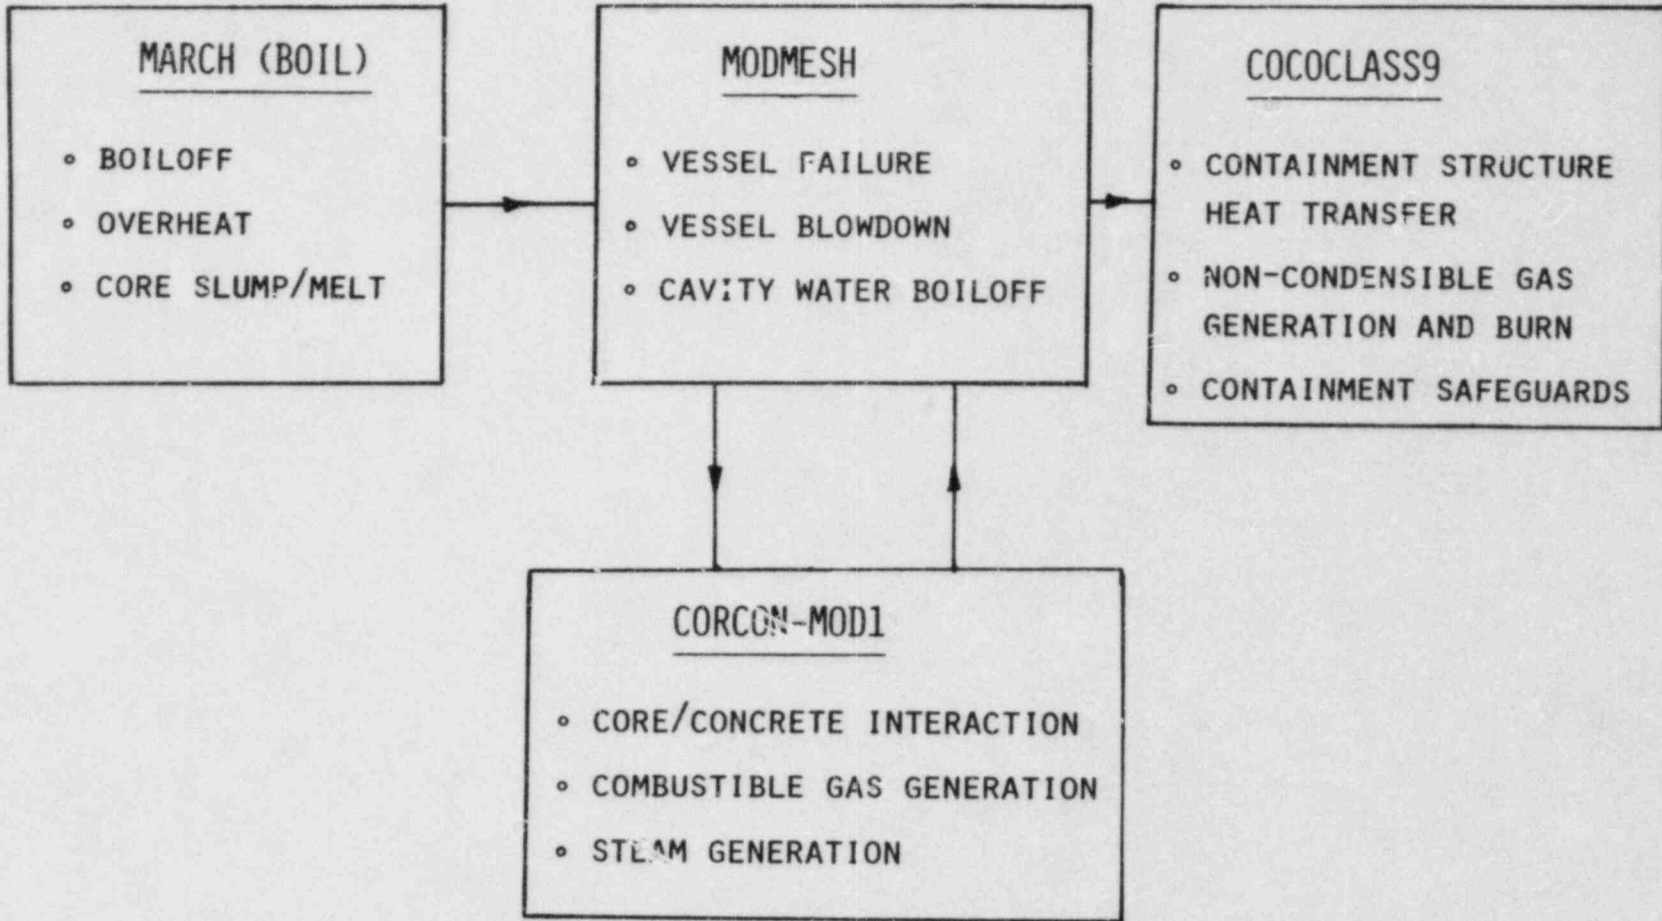 MARCH (BOIL)
∘ BOILOFF
∘ OVERHEAT
∘ CORE SLUMP/MELT
MODMESH
∘ VESSEL FAILURE
∘ VESSEL BLOWDOWN
∘ CAVITY WATER BOILOFF
COCOCLASS9
∘ CONTAINMENT STRUCTURE
HEAT TRANSFER
∘ NON-CONDENSIBLE GAS
GENERATION AND BURN
∘ CONTAINMENT SAFEGUARDS
CORCON-MOD1
∘ CORE/CONCRETE INTERACTION
∘ COMBUSTIBLE GAS GENERATION
∘ STEAM GENERATION